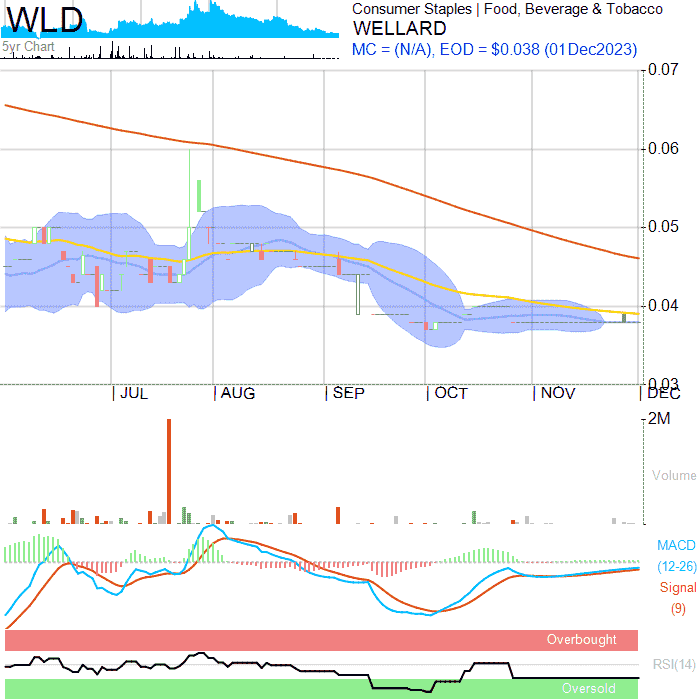 WLD
Consumer Staples | Food, Beverage & Tobacco
WELLARD
5yr Chart
MC = (N/A), EOD = $0.038 (01Dec2023)
0.07
0.06
0.05
0.04
0.03
JUL AUG SEP OCT NOV DEC
2M
Volume
MACD
(12-26)
Signal
(9)
Overbought
RSI(14)
Oversold